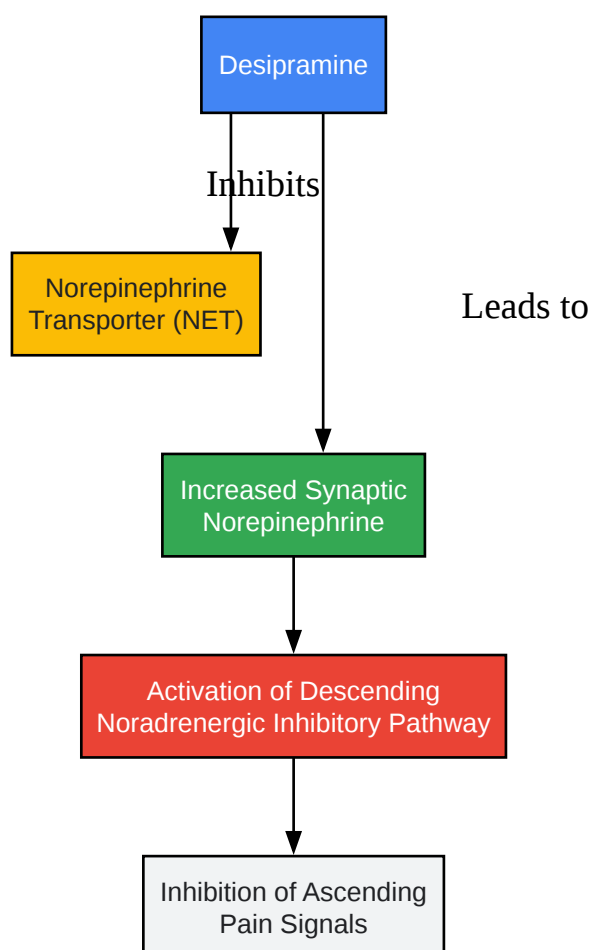 Desipramine
Inhibits
Norepinephrine
Transporter (NET)
Leads to
Increased Synaptic
Norepinephrine
Activation of Descending
Noradrenergic Inhibitory Pathway
Inhibition of Ascending
Pain Signals